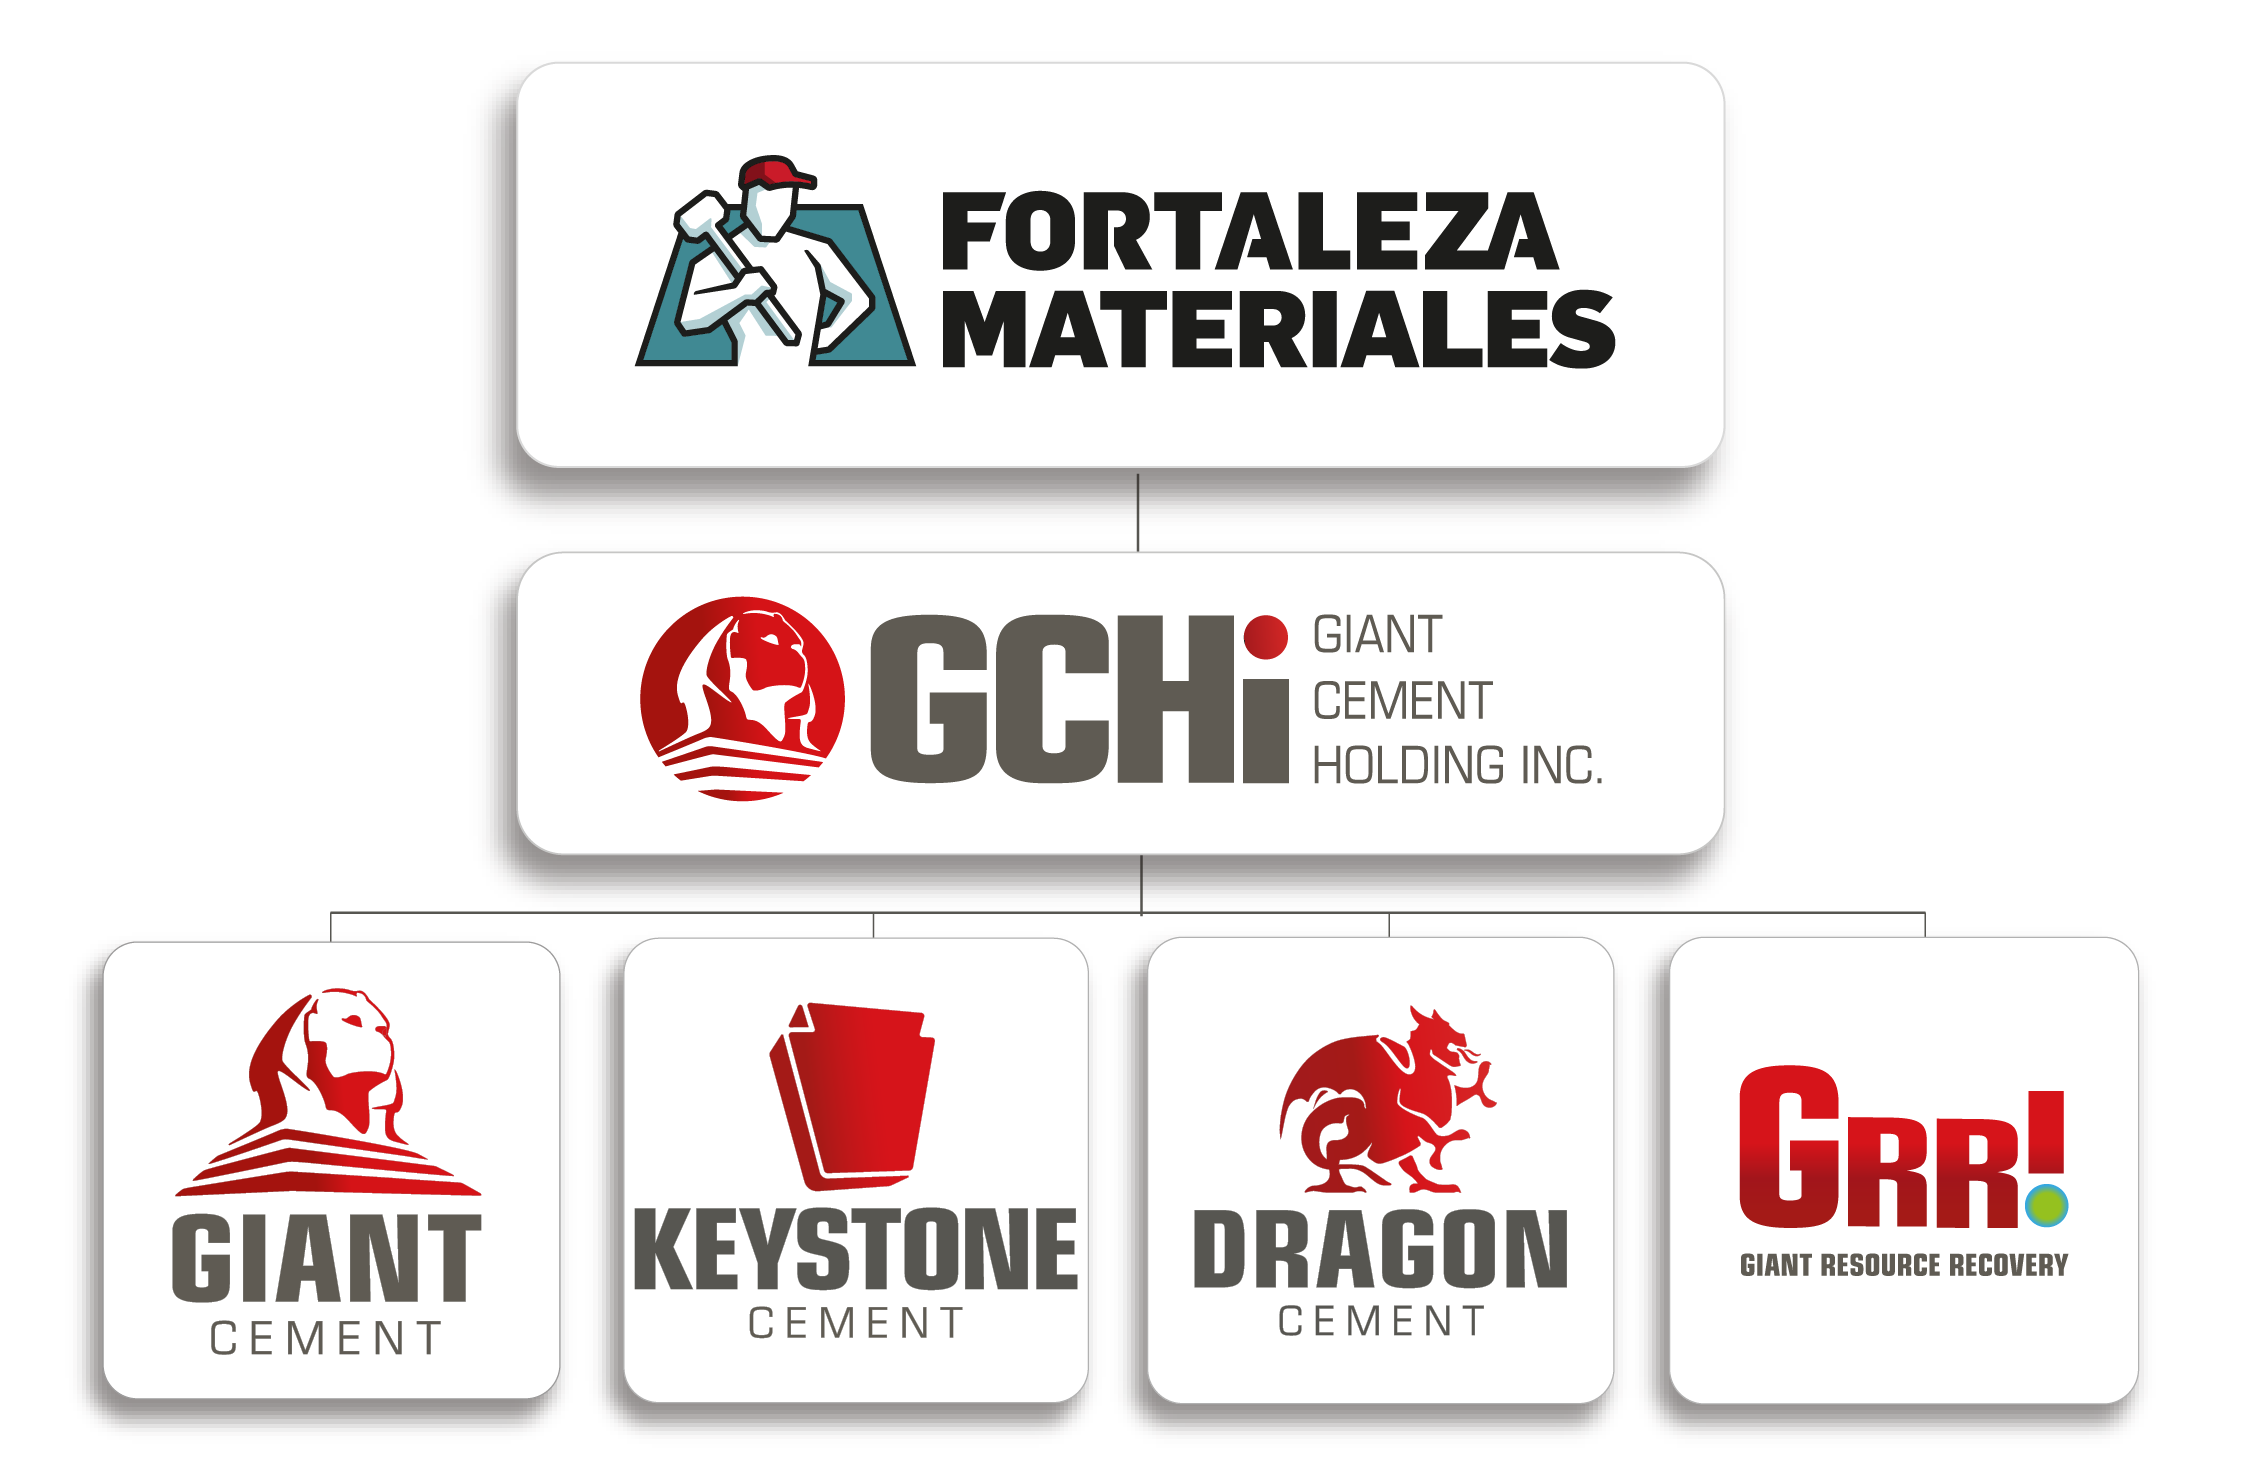 FORTALEZA
MATERIALES
GCHi
GIANT
CEMENT
HOLDING INC.
GIANT
CEMENT
KEYSTONE
CEMENT
DRAGON
CEMENT
GRR!
GIANT RESOURCE RECOVERY